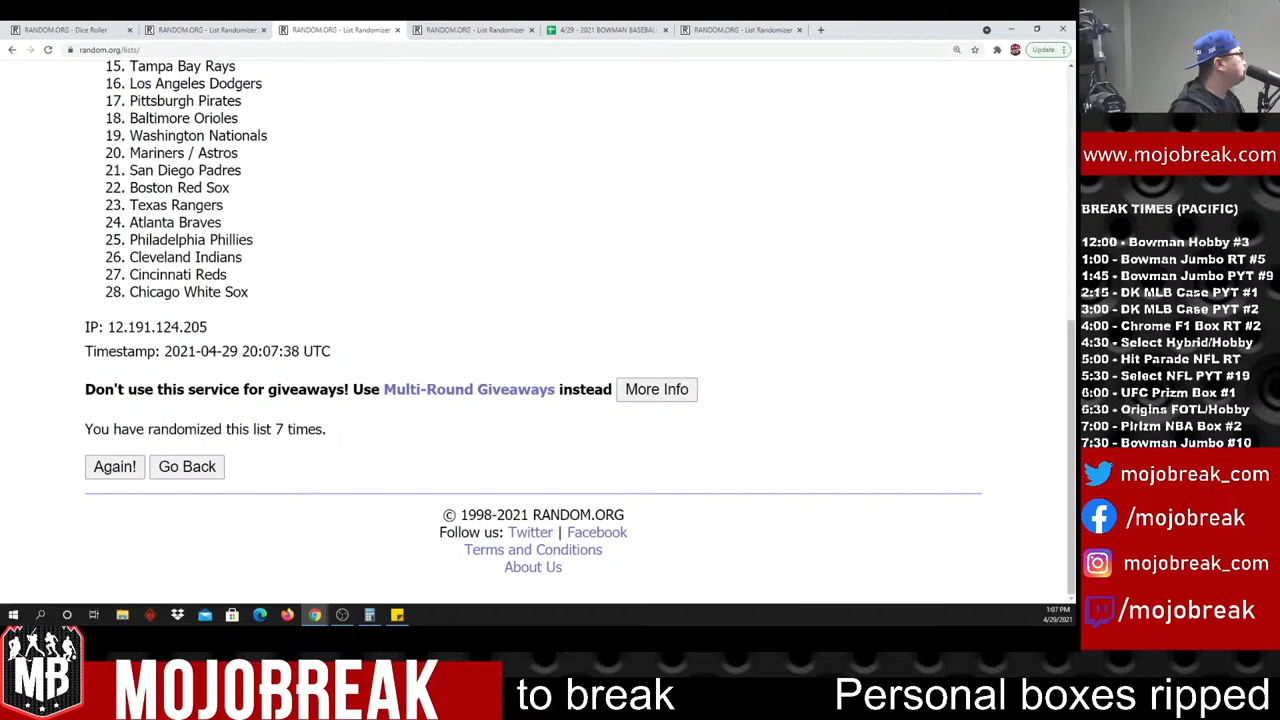 RANDOM.ORG - Dice Roller
RANDOM.ORG - List Randomizer
RANDOM.ORG - List Randomizer
RANDOM.ORG - List Randomizer
4/29 - 2021 BOWMAN BASEBAL
RANDOM.ORG - List Randomizer
random.org/lists/
Update
15. Tampa Bay Rays
16. Los Angeles Dodgers
17. Pittsburgh Pirates
18. Baltimore Orioles
19. Washington Nationals
20. Mariners / Astros
21. San Diego Padres
22. Boston Red Sox
23. Texas Rangers
24. Atlanta Braves
25. Philadelphia Phillies
26. Cleveland Indians
27. Cincinnati Reds
28. Chicago White Sox
IP: 12.191.124.205
Timestamp: 2021-04-29 20:07:38 UTC
Don't use this service for giveaways! Use Multi-Round Giveaways instead More Info
You have randomized this list 7 times.
Again! Go Back
© 1998-2021 RANDOM.ORG
Follow us: Twitter | Facebook
Terms and Conditions
About Us
1:07 PM
4/29/2021
www.mojobreak.com
BREAK TIMES (PACIFIC)
12:00 - Bowman Hobby #3
1:00 - Bowman Jumbo RT #5
1:45 - Bowman Jumbo PYT #9
2:15 - DK MLB Case PYT #1
3:00 - DK MLB Case PYT #2
4:00 - Chrome F1 Box RT #2
4:30 - Select Hybrid/Hobby
5:00 - Hit Parade NFL RT
5:30 - Select NFL PYT #19
6:00 - UFC Prizm Box #1
6:30 - Origins FOTL/Hobby
7:00 - Pirizm NBA Box #2
7:30 - Bowman Jumbo #10
mojobreak_com
/mojobreak
mojobreak_com
/mojobreak
MB
MOJOBREAK
to break
Personal boxes ripped